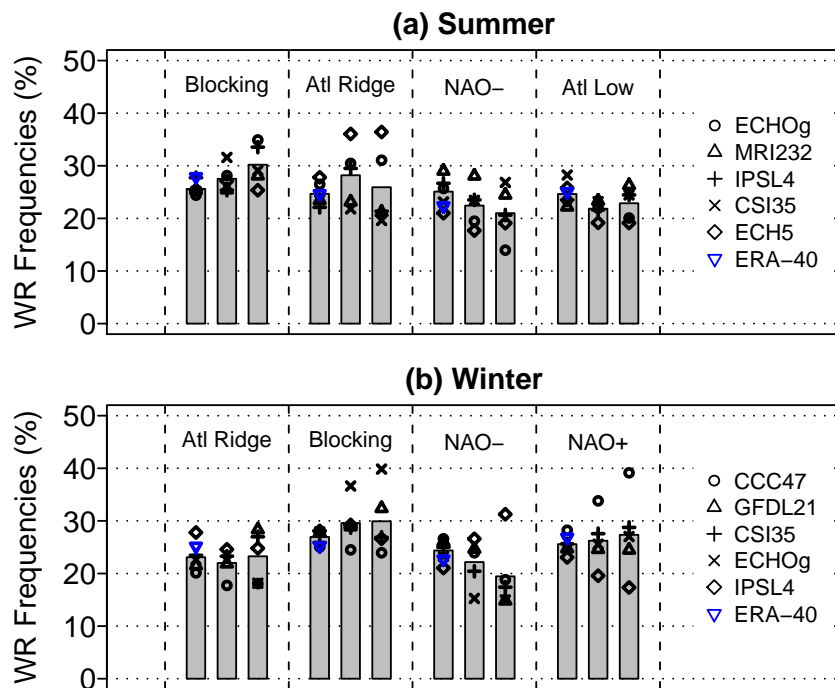 (a) Summer
WR Frequencies (%)
50
40
30
20
10
0
Blocking
Atl Ridge
NAO−
Atl Low
ECHOg
MRI232
IPSL4
CSI35
ECH5
ERA−40
(b) Winter
WR Frequencies (%)
50
40
30
20
10
0
Atl Ridge
Blocking
NAO−
NAO+
CCC47
GFDL21
CSI35
ECHOg
IPSL4
ERA−40